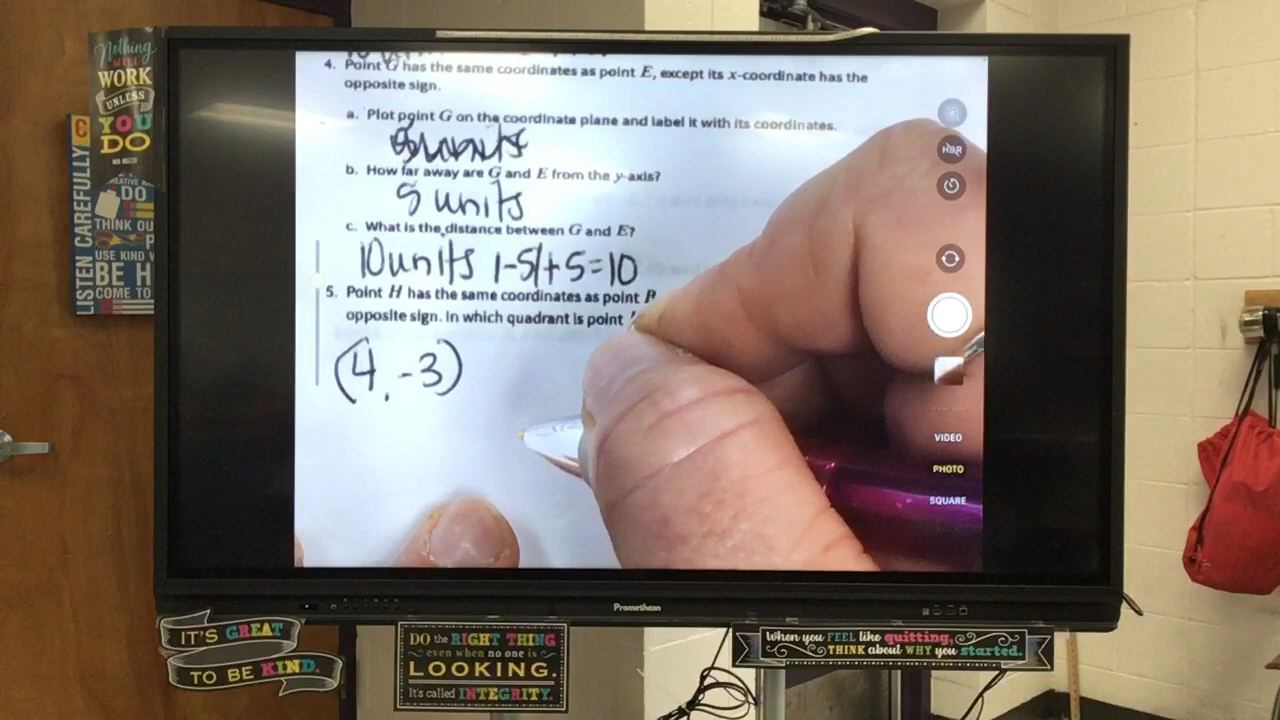 Nothing
WILL
WORK
UNLESS
YOU
DO
LISTEN CAREFULLY
C
DO
THINK OU
P
USE KIND
BE H
COME TO
4. Point G has the same coordinates as point E, except its x-coordinate has the
opposite sign.
a. Plot point G on the coordinate plane and label it with its coordinates.
b. How far away are G and E from the y-axis?
5 units
c. What is the distance between G and E?
10 units |-5|+5=10
5. Point H has the same coordinates as point
opposite sign. In which quadrant is point
(4, -3)
VIDEO
PHOTO
SQUARE
Promethean
IT'S GREAT
TO BE KIND.
DO the RIGHT THING
even when no one is
LOOKING.
It's called INTEGRITY.
When you FEEL like quitting,
THINK about WHY you started.